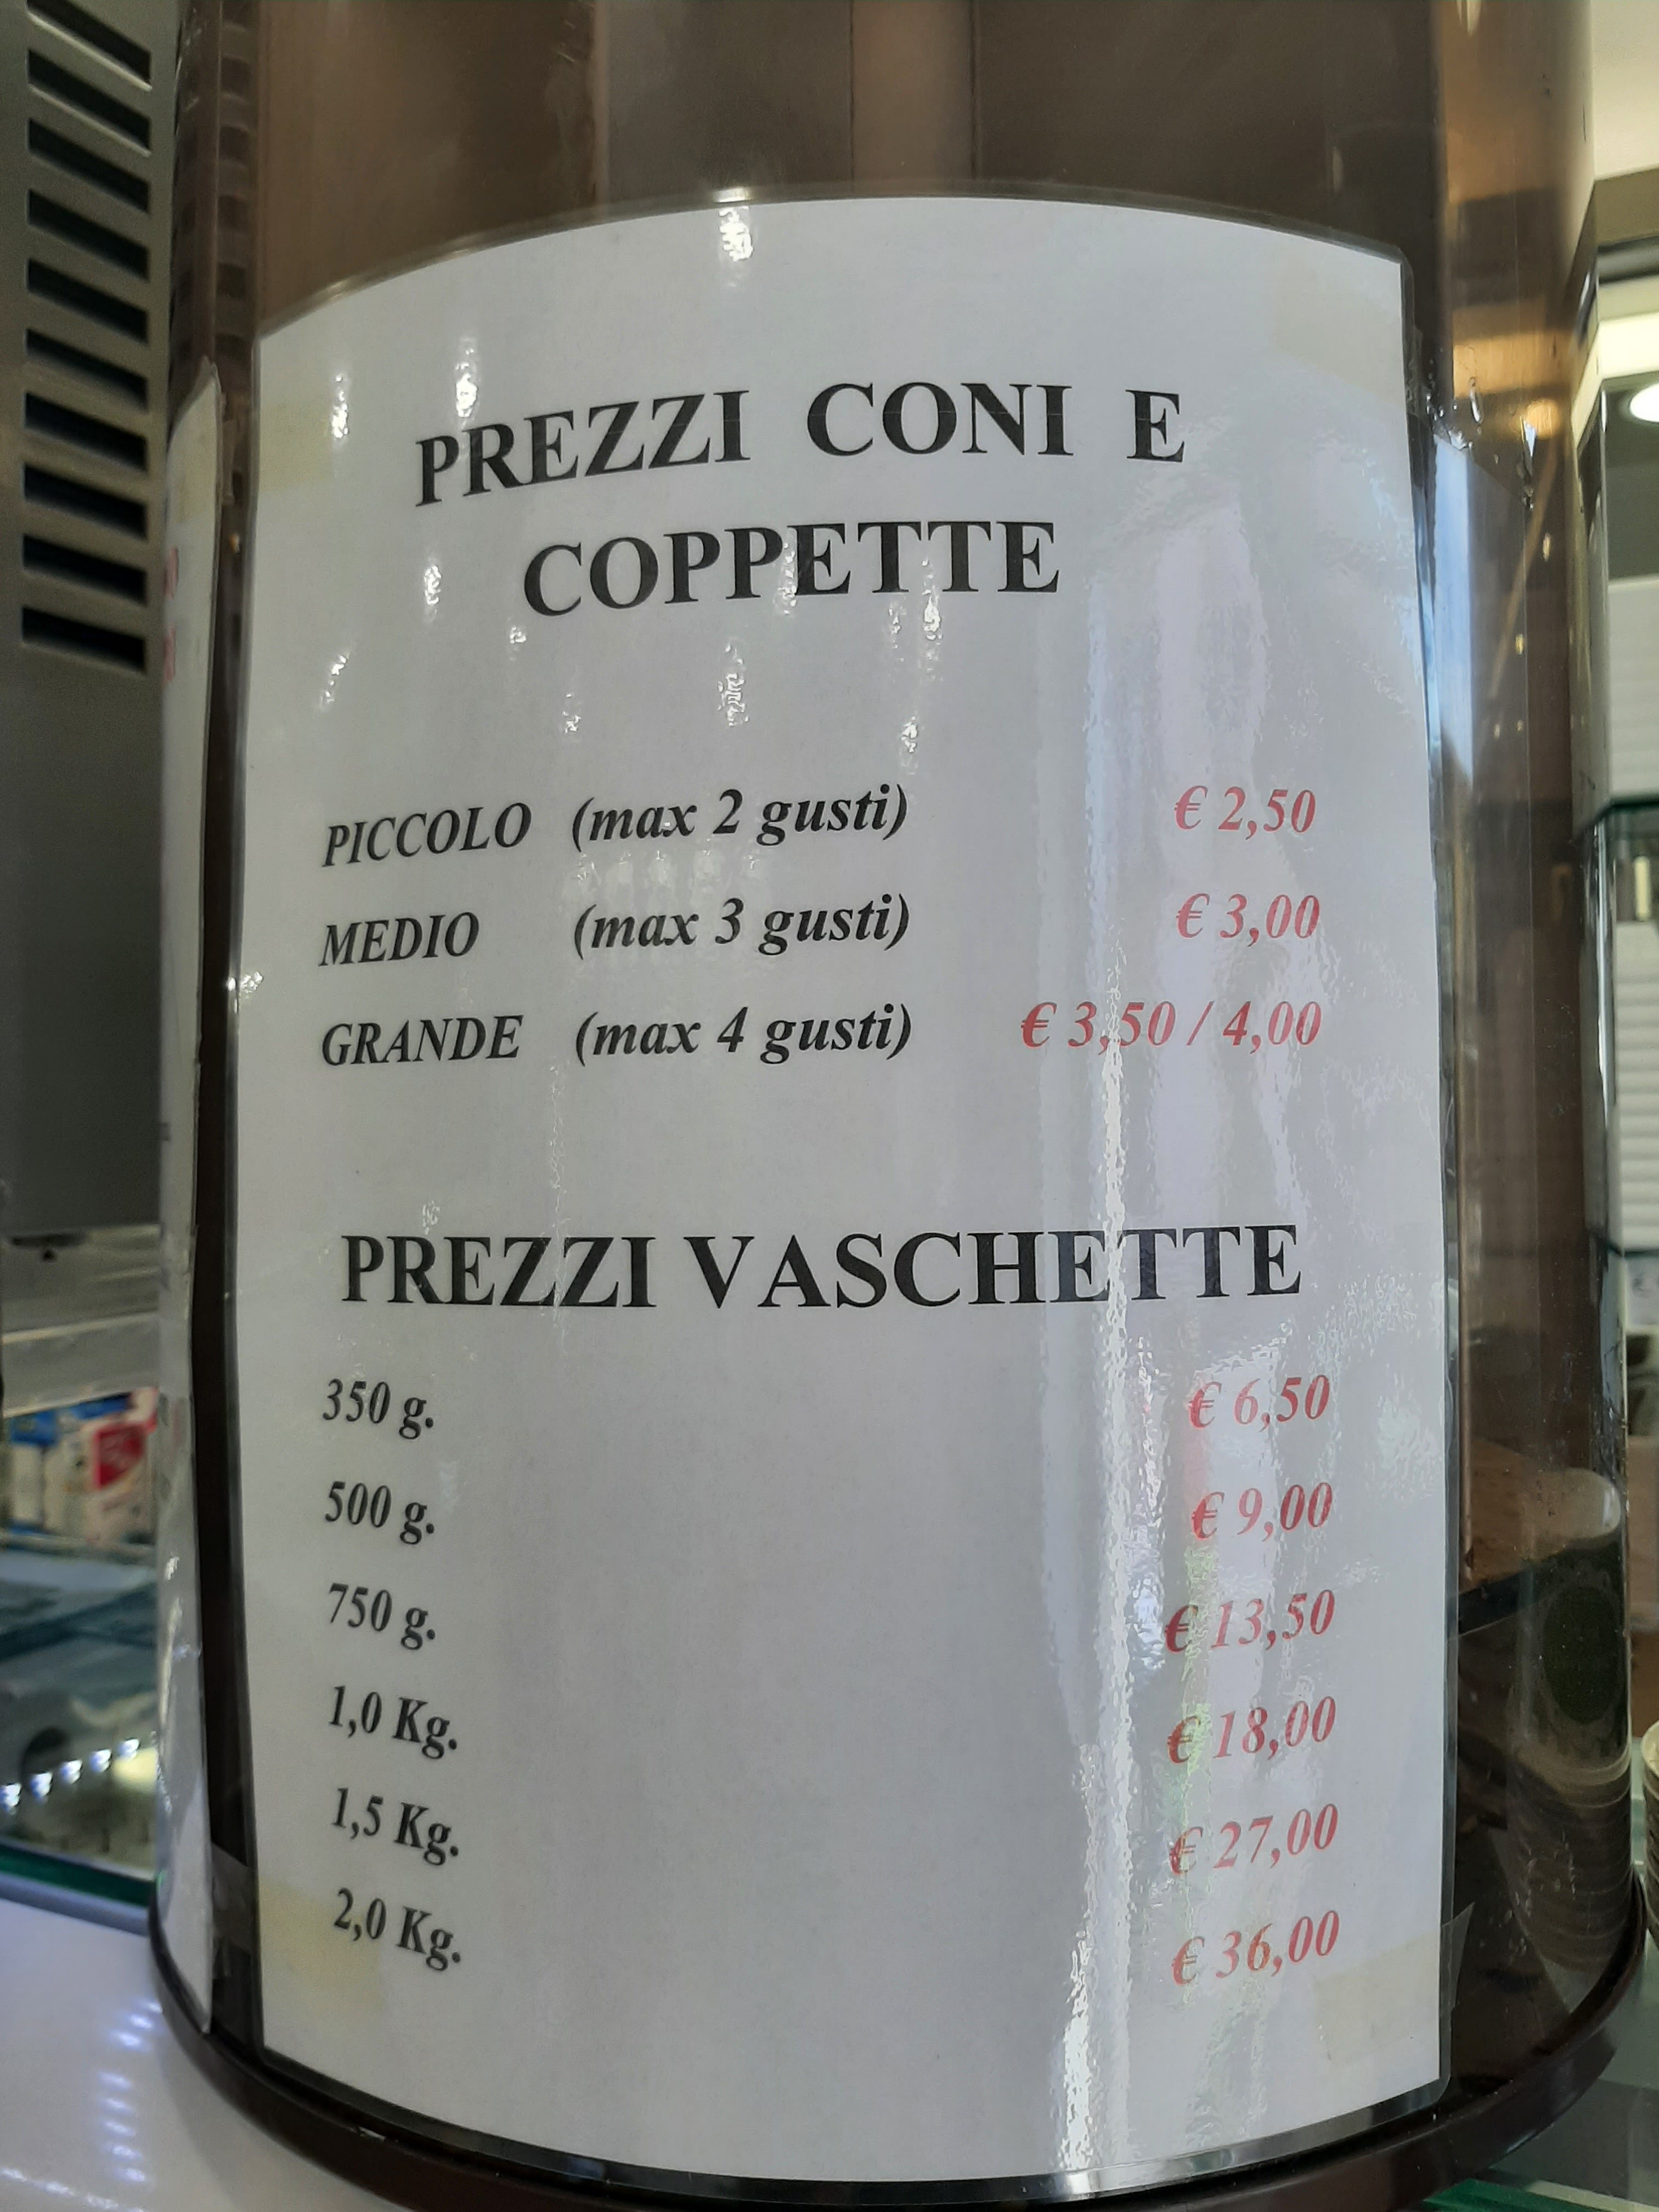 PREZZI CONI E
COPPETTE
PICCOLO (max 2 gusti) € 2,50
MEDIO (max 3 gusti) € 3,00
GRANDE (max 4 gusti) € 3,50 / 4,00
PREZZI VASCHETTE
350 g. € 6,50
500 g. € 9,00
750 g. € 13,50
1,0 Kg. € 18,00
1,5 Kg. € 27,00
2,0 Kg. € 36,00